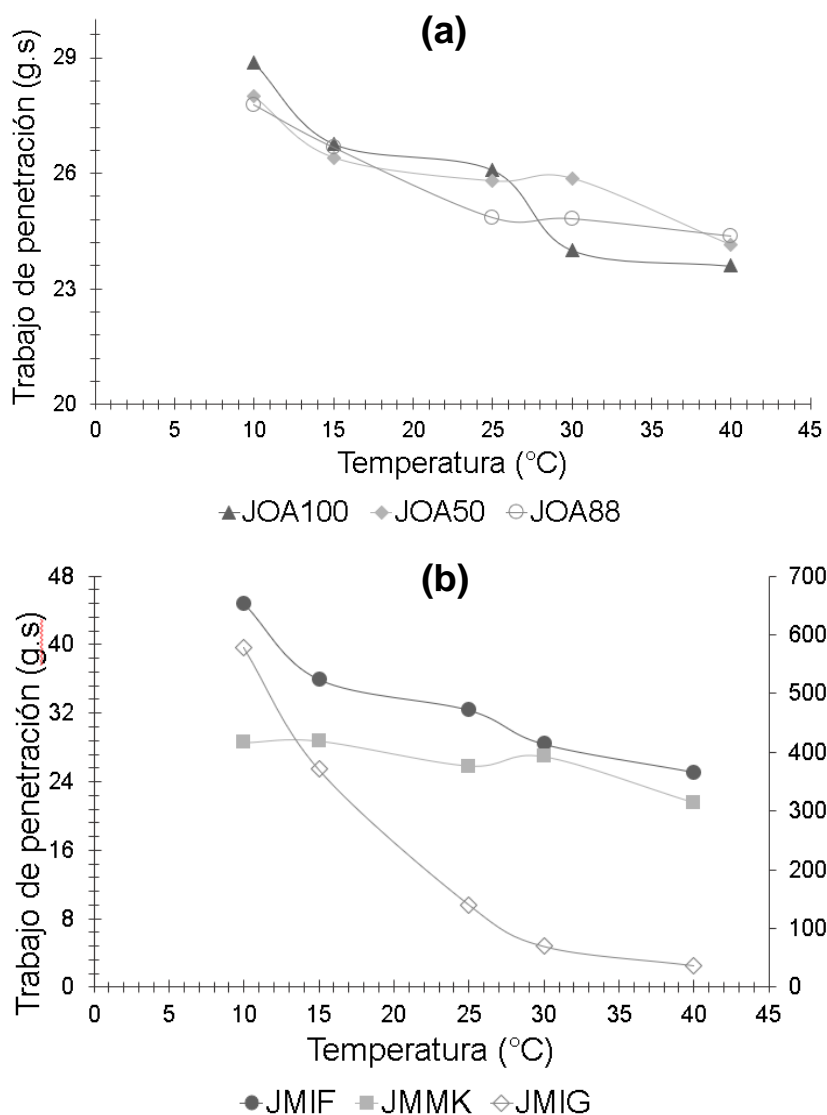 (a)
Trabajo de penetración (g.s)
29
26
23
20
0 5 10 15 20 25 30 35 40 45
Temperatura (°C)
JOA100 JOA50 JOA88
(b)
Trabajo de penetración (g.s)
48 700
40 600
32 500
24 400
16 300
8 200
0 100
0
0 5 10 15 20 25 30 35 40 45
Temperatura (°C)
JMIF JMMK JMIG